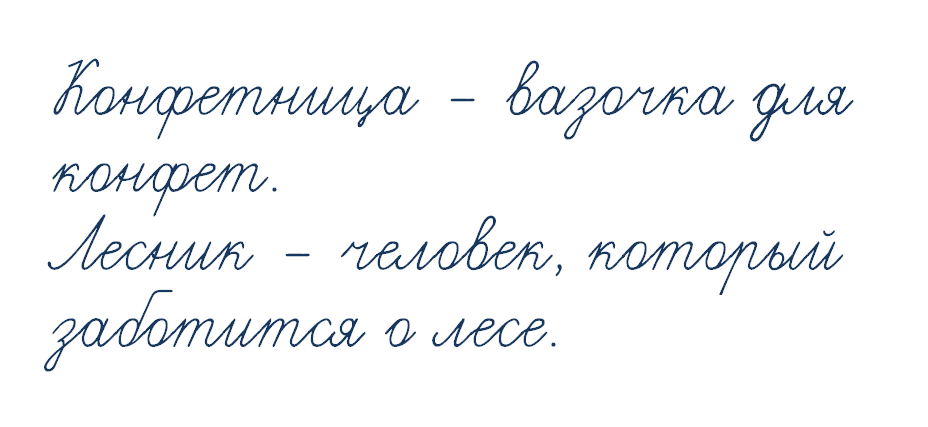 Конфетница – вазочка для
конфет.
Лесник – человек, который
заботится о лесе.